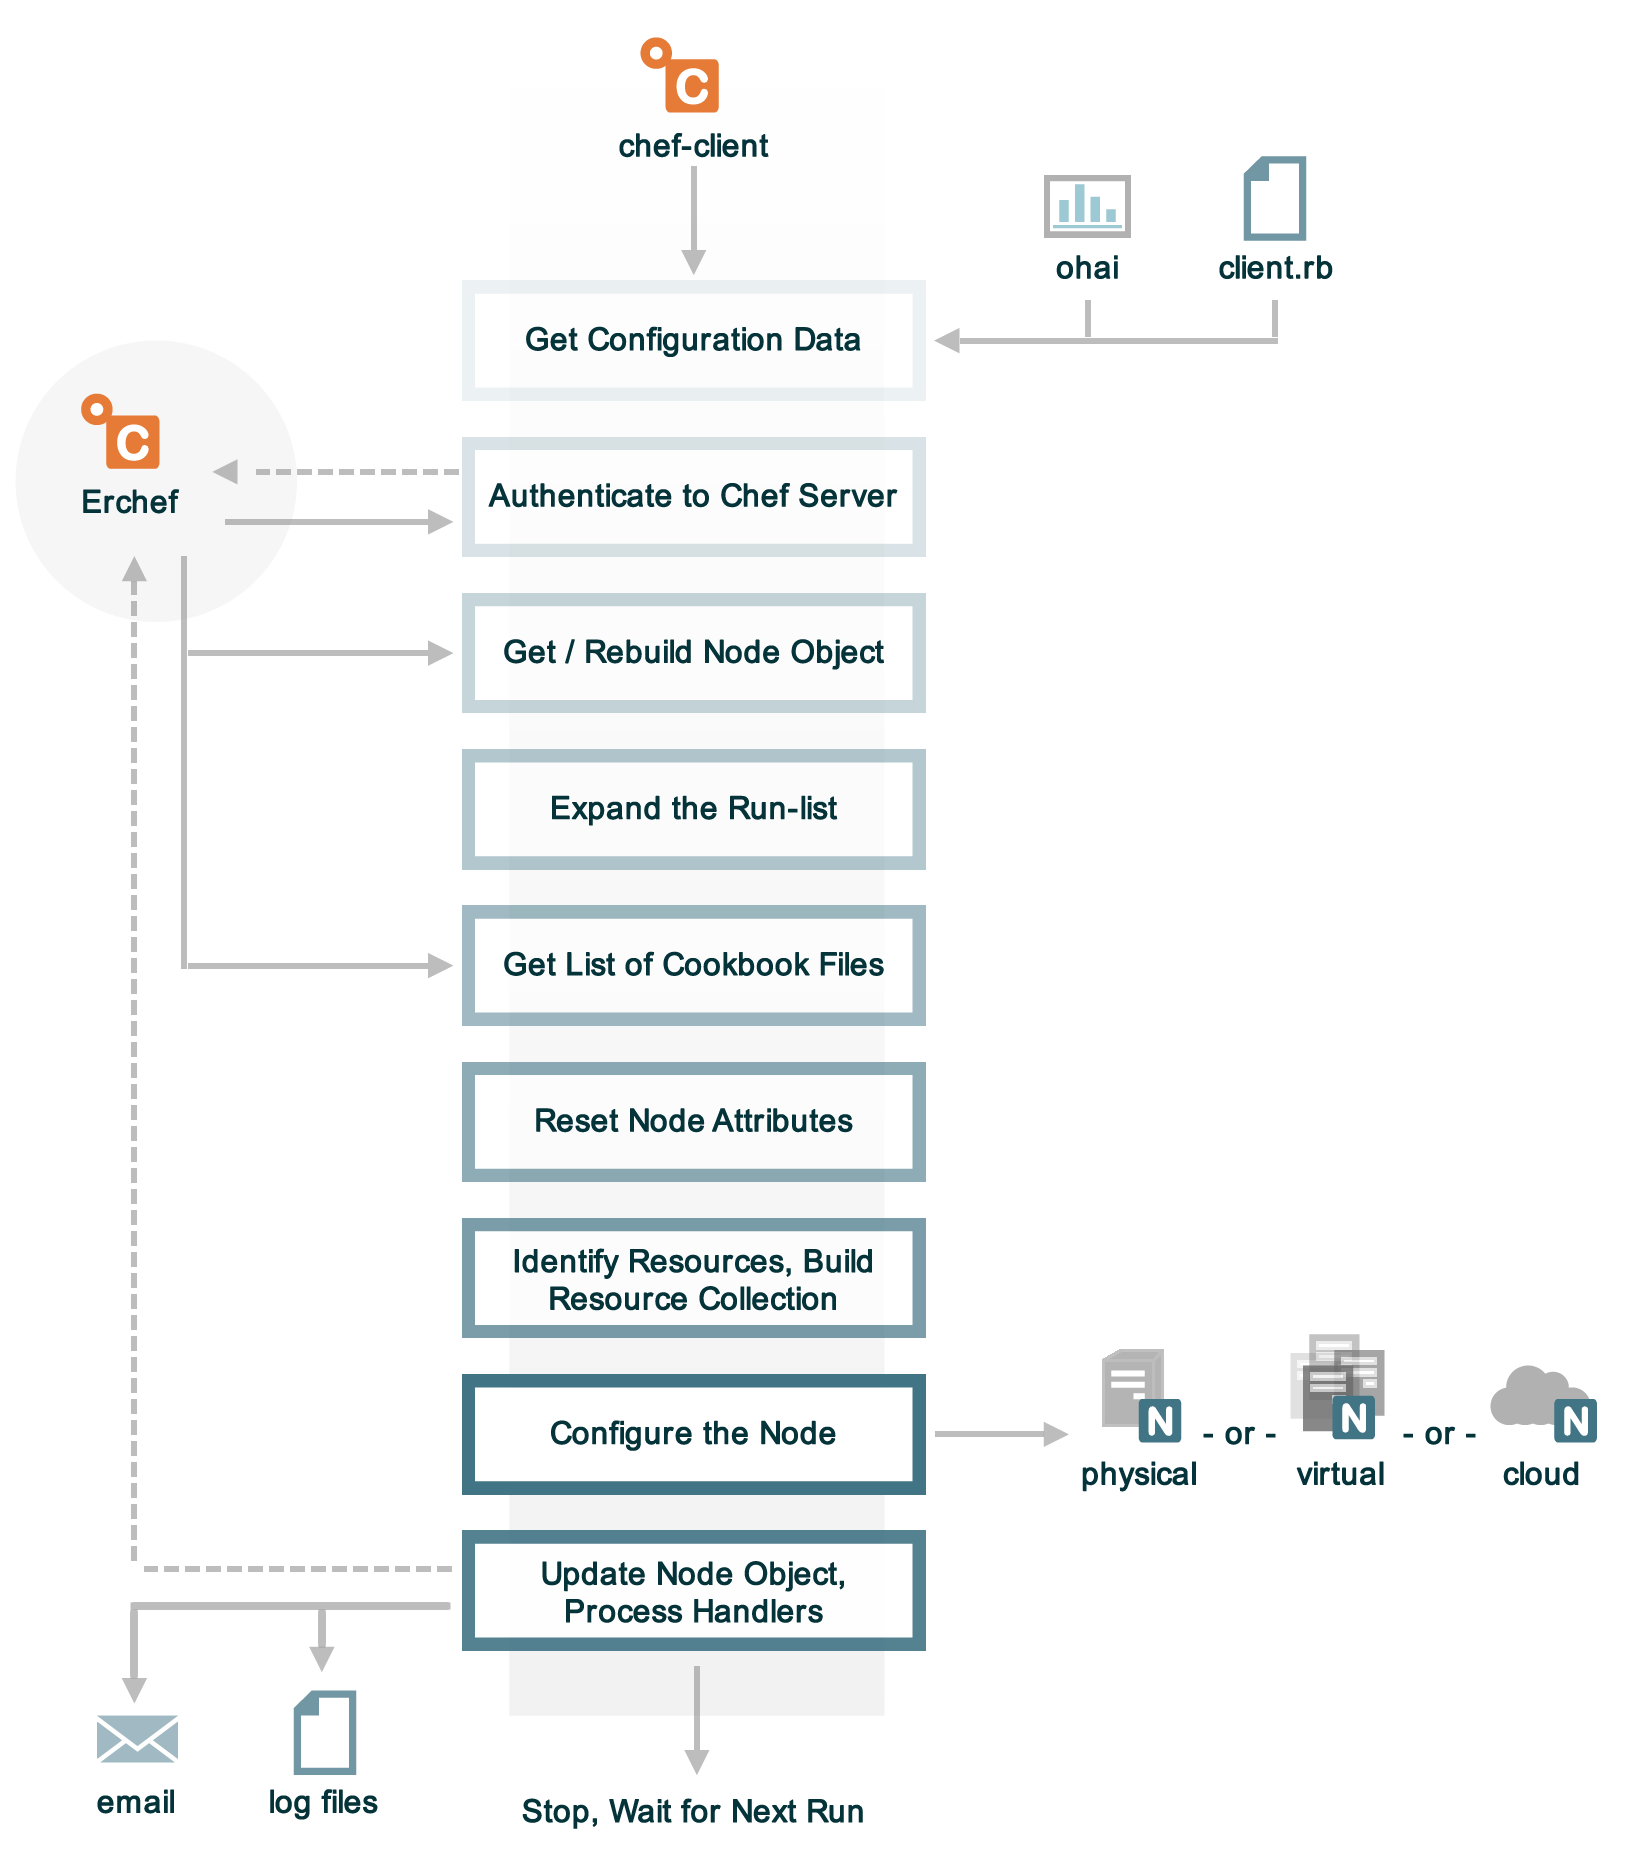 C
chef-client
ohai
client.rb
Get Configuration Data
C
Erchef
Authenticate to Chef Server
Get / Rebuild Node Object
Expand the Run-list
Get List of Cookbook Files
Reset Node Attributes
Identify Resources, Build
Resource Collection
Configure the Node
N
- or -
N
- or -
N
physical
virtual
cloud
Update Node Object,
Process Handlers
email
log files
Stop, Wait for Next Run